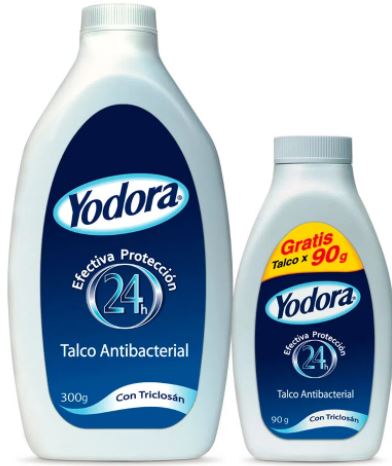 Yodora®
Efectiva Protección
24h
Talco Antibacterial
300g
Con Triclosán
Gratis
Talco x 90g
Yodora®
Efectiva Protección
24h
Talco Antibacterial
90 g
Con Triclosán